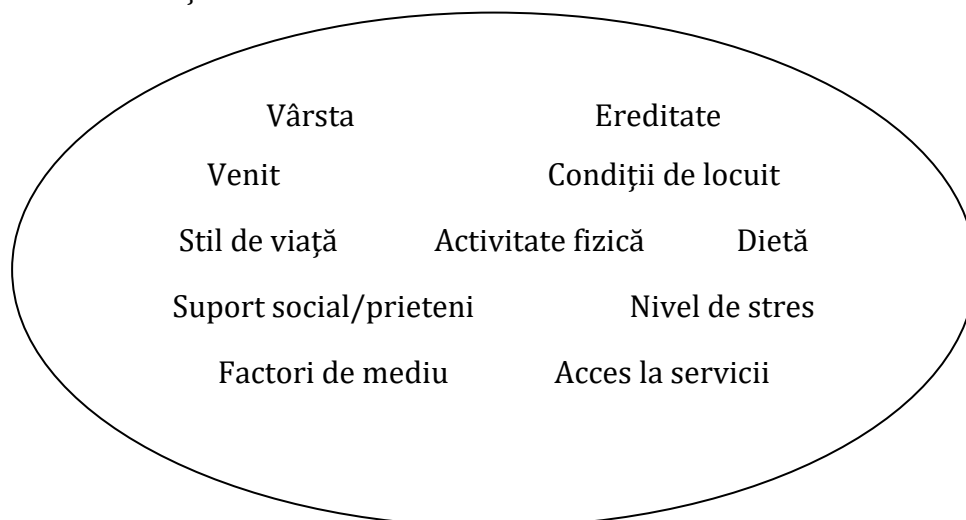 Vârsta Ereditate
Venit Condiţii de locuit
Stil de viaţă Activitate fizică Dietă
Suport social/prieteni Nivel de stres
Factori de mediu Acces la servicii